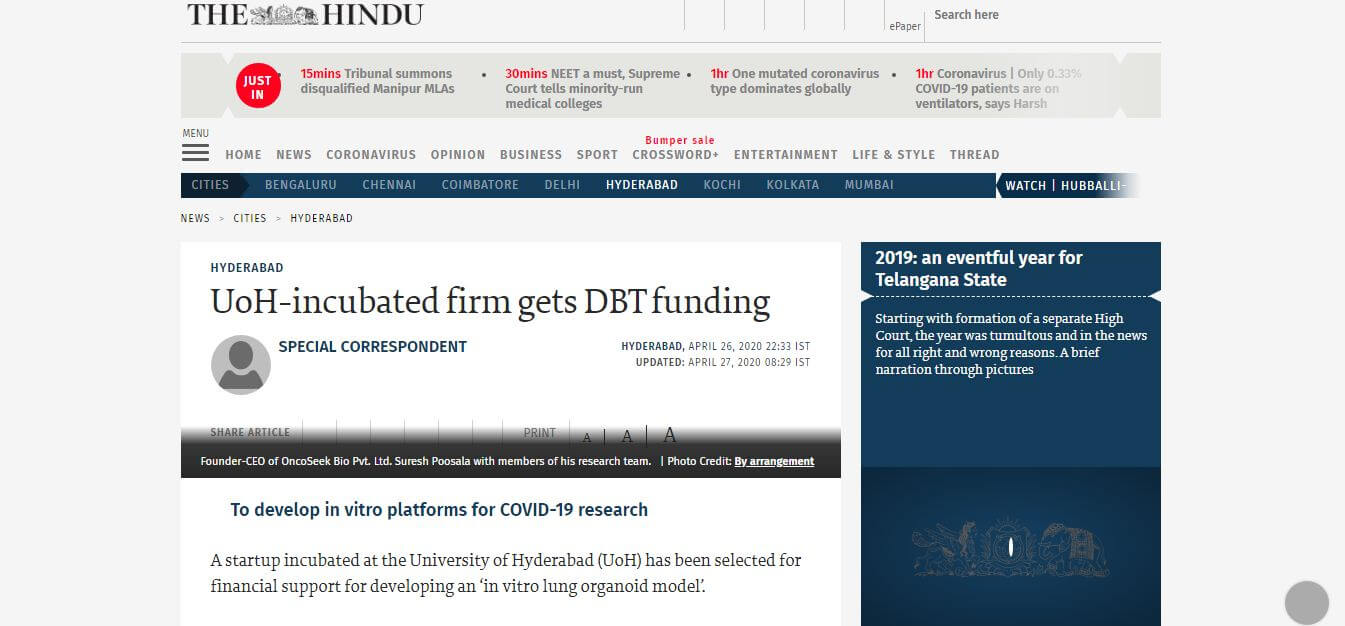 THE HINDU
ePaper
Search here
JUST IN
15mins Tribunal summons
disqualified Manipur MLAs
30mins NEET a must, Supreme
Court tells minority-run
medical colleges
1hr One mutated coronavirus
type dominates globally
1hr Coronavirus | Only 0.33%
COVID-19 patients are on
ventilators, says Harsh
MENU
Bumper sale
HOME NEWS CORONAVIRUS OPINION BUSINESS SPORT CROSSWORD+ ENTERTAINMENT LIFE & STYLE THREAD
CITIES BENGALURU CHENNAI COIMBATORE DELHI HYDERABAD KOCHI KOLKATA MUMBAI WATCH | HUBBALLI-
NEWS > CITIES > HYDERABAD
HYDERABAD
UoH-incubated firm gets DBT funding
SPECIAL CORRESPONDENT
HYDERABAD, APRIL 26, 2020 22:33 IST
UPDATED: APRIL 27, 2020 08:29 IST
SHARE ARTICLE PRINT A A A
Founder-CEO of OncoSeek Bio Pvt. Ltd. Suresh Poosala with members of his research team. | Photo Credit: By arrangement
To develop in vitro platforms for COVID-19 research
A startup incubated at the University of Hyderabad (UoH) has been selected for
financial support for developing an ‘in vitro lung organoid model’.
2019: an eventful year for
Telangana State
Starting with formation of a separate High
Court, the year was tumultous and in the news
for all right and wrong reasons. A brief
narration through pictures